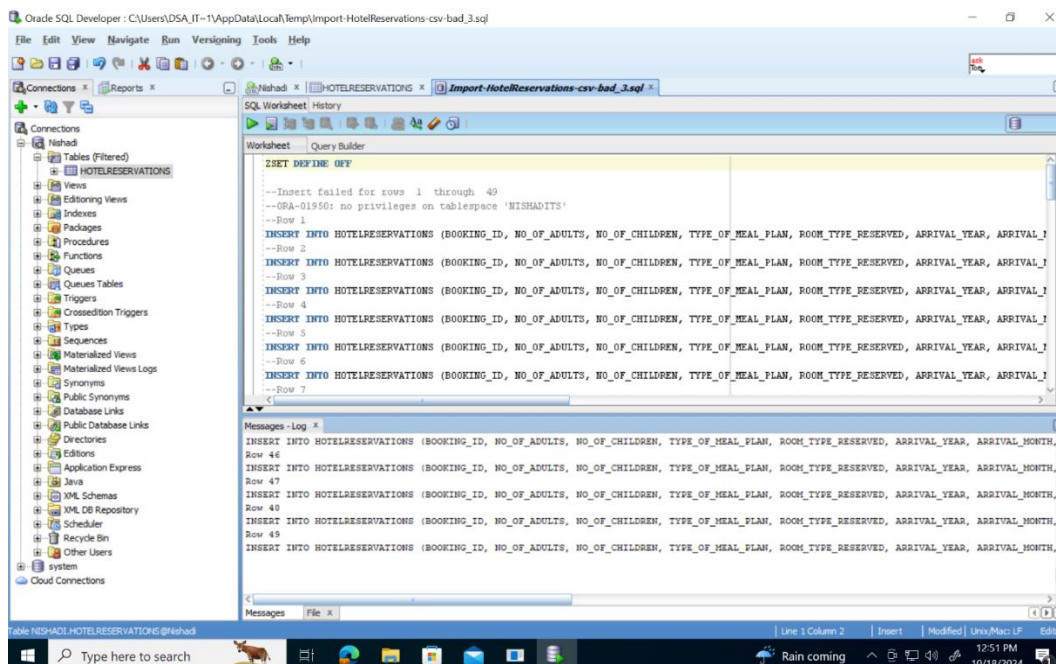 Oracle SQL Developer : C:\Users\DSA_IT~1\AppData\Local\Temp\Import-HotelReservations-csv-bad_3.sql
File Edit View Navigate Run Versioning Tools Help
ask
Tom
Connections x Reports x
Connections
Nishadi
Tables (Filtered)
HOTELRESERVATIONS
Views
Editioning Views
Indexes
Packages
Procedures
Functions
Queues
Queues Tables
Triggers
Crossedition Triggers
Types
Sequences
Materialized Views
Materialized Views Logs
Synonyms
Public Synonyms
Database Links
Public Database Links
Directories
Editions
Application Express
Java
XML Schemas
XML DB Repository
Scheduler
Recycle Bin
Other Users
system
Cloud Connections
Nishadi x HOTELRESERVATIONS x Import-HotelReservations-csv-bad_3.sql x
SQL Worksheet History
Worksheet Query Builder
ZSET DEFINE OFF
--Insert failed for rows 1 through 49
--ORA-01950: no privileges on tablespace 'NISHADITS'
--Row 1
INSERT INTO HOTELRESERVATIONS (BOOKING_ID, NO_OF_ADULTS, NO_OF_CHILDREN, TYPE_OF_MEAL_PLAN, ROOM_TYPE_RESERVED, ARRIVAL_YEAR, ARRIVAL_M
--Row 2
INSERT INTO HOTELRESERVATIONS (BOOKING_ID, NO_OF_ADULTS, NO_OF_CHILDREN, TYPE_OF_MEAL_PLAN, ROOM_TYPE_RESERVED, ARRIVAL_YEAR, ARRIVAL_M
--Row 3
INSERT INTO HOTELRESERVATIONS (BOOKING_ID, NO_OF_ADULTS, NO_OF_CHILDREN, TYPE_OF_MEAL_PLAN, ROOM_TYPE_RESERVED, ARRIVAL_YEAR, ARRIVAL_M
--Row 4
INSERT INTO HOTELRESERVATIONS (BOOKING_ID, NO_OF_ADULTS, NO_OF_CHILDREN, TYPE_OF_MEAL_PLAN, ROOM_TYPE_RESERVED, ARRIVAL_YEAR, ARRIVAL_M
--Row 5
INSERT INTO HOTELRESERVATIONS (BOOKING_ID, NO_OF_ADULTS, NO_OF_CHILDREN, TYPE_OF_MEAL_PLAN, ROOM_TYPE_RESERVED, ARRIVAL_YEAR, ARRIVAL_M
--Row 6
INSERT INTO HOTELRESERVATIONS (BOOKING_ID, NO_OF_ADULTS, NO_OF_CHILDREN, TYPE_OF_MEAL_PLAN, ROOM_TYPE_RESERVED, ARRIVAL_YEAR, ARRIVAL_M
--Row 7
Messages - Log x
INSERT INTO HOTELRESERVATIONS (BOOKING_ID, NO_OF_ADULTS, NO_OF_CHILDREN, TYPE_OF_MEAL_PLAN, ROOM_TYPE_RESERVED, ARRIVAL_YEAR, ARRIVAL_MONTH,
Row 46
INSERT INTO HOTELRESERVATIONS (BOOKING_ID, NO_OF_ADULTS, NO_OF_CHILDREN, TYPE_OF_MEAL_PLAN, ROOM_TYPE_RESERVED, ARRIVAL_YEAR, ARRIVAL_MONTH,
Row 47
INSERT INTO HOTELRESERVATIONS (BOOKING_ID, NO_OF_ADULTS, NO_OF_CHILDREN, TYPE_OF_MEAL_PLAN, ROOM_TYPE_RESERVED, ARRIVAL_YEAR, ARRIVAL_MONTH,
Row 48
INSERT INTO HOTELRESERVATIONS (BOOKING_ID, NO_OF_ADULTS, NO_OF_CHILDREN, TYPE_OF_MEAL_PLAN, ROOM_TYPE_RESERVED, ARRIVAL_YEAR, ARRIVAL_MONTH,
Row 49
INSERT INTO HOTELRESERVATIONS (BOOKING_ID, NO_OF_ADULTS, NO_OF_CHILDREN, TYPE_OF_MEAL_PLAN, ROOM_TYPE_RESERVED, ARRIVAL_YEAR, ARRIVAL_MONTH,
Messages File x
Table NISHADI.HOTELRESERVATIONS@Nishadi
Line 1 Column 2 Insert Modified Unix/Mac: LF Edit
Type here to search
Rain coming
12:51 PM
10/18/2024